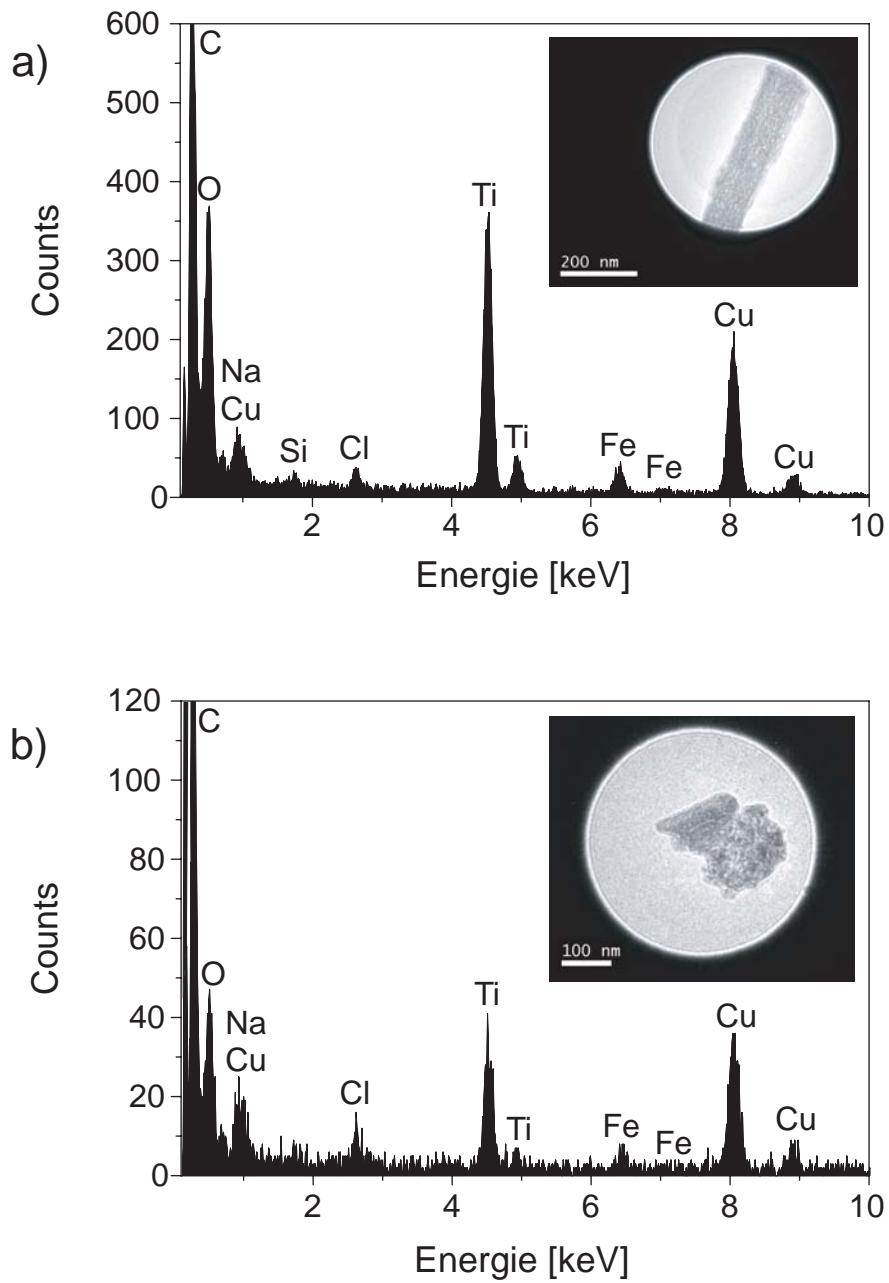 a)
600
500
400
300
200
100
0
Counts
C
O
Na
Cu
Si
Cl
Ti
Ti
Fe
Fe
Cu
Cu
200 nm
2
4
6
8
10
Energie [keV]
b)
120
100
80
60
40
20
0
Counts
C
O
Na
Cu
Cl
Ti
Ti
Fe
Fe
Cu
Cu
100 nm
2
4
6
8
10
Energie [keV]